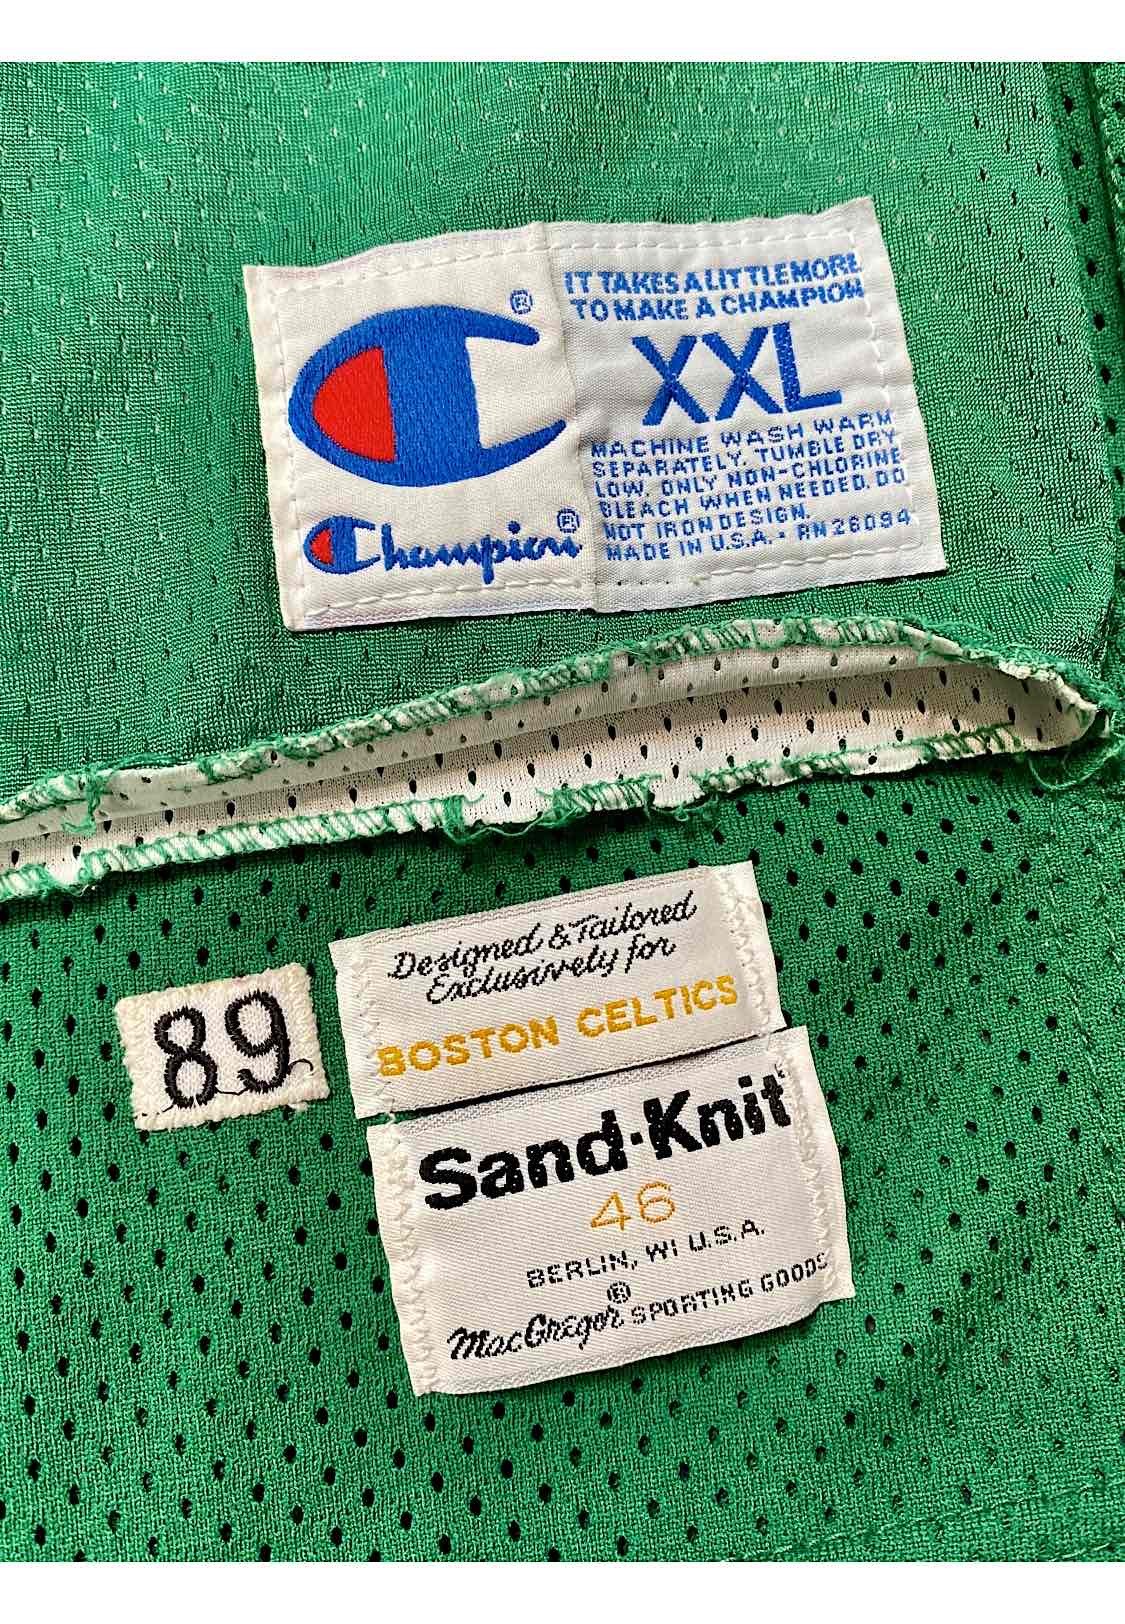 ®
IT TAKES A LITTLE MORE
TO MAKE A CHAMPION
XXL
MACHINE WASH WARM
SEPARATELY. TUMBLE DRY
LOW. ONLY NON-CHLORINE
BLEACH WHEN NEEDED. DO
NOT IRON DESIGN.
MADE IN U.S.A. • RN26094
Champion®
89
Designed & Tailored
Exclusively for
BOSTON CELTICS
Sand·Knit
46
BERLIN, WI U.S.A.
MacGregor® SPORTING GOODS